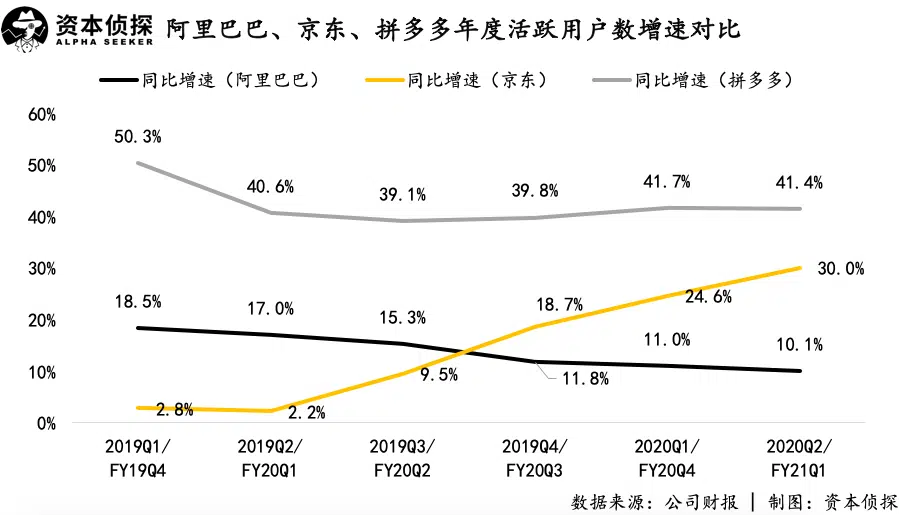 资本侦探
ALPHA SEEKER
阿里巴巴、京东、拼多多年度活跃用户数增速对比
同比增速（阿里巴巴） 同比增速（京东） 同比增速（拼多多）
60%
50%
40%
30%
20%
10%
0%
50.3% 40.6% 39.1% 39.8% 41.7% 41.4%
18.5% 17.0% 15.3% 11.8% 11.0% 10.1%
2.8% 2.2% 9.5% 18.7% 24.6% 30.0%
2019Q1/ 2019Q2/ 2019Q3/ 2019Q4/ 2020Q1/ 2020Q2/
FY19Q4 FY20Q1 FY20Q2 FY20Q3 FY20Q4 FY21Q1
数据来源：公司财报 | 制图：资本侦探